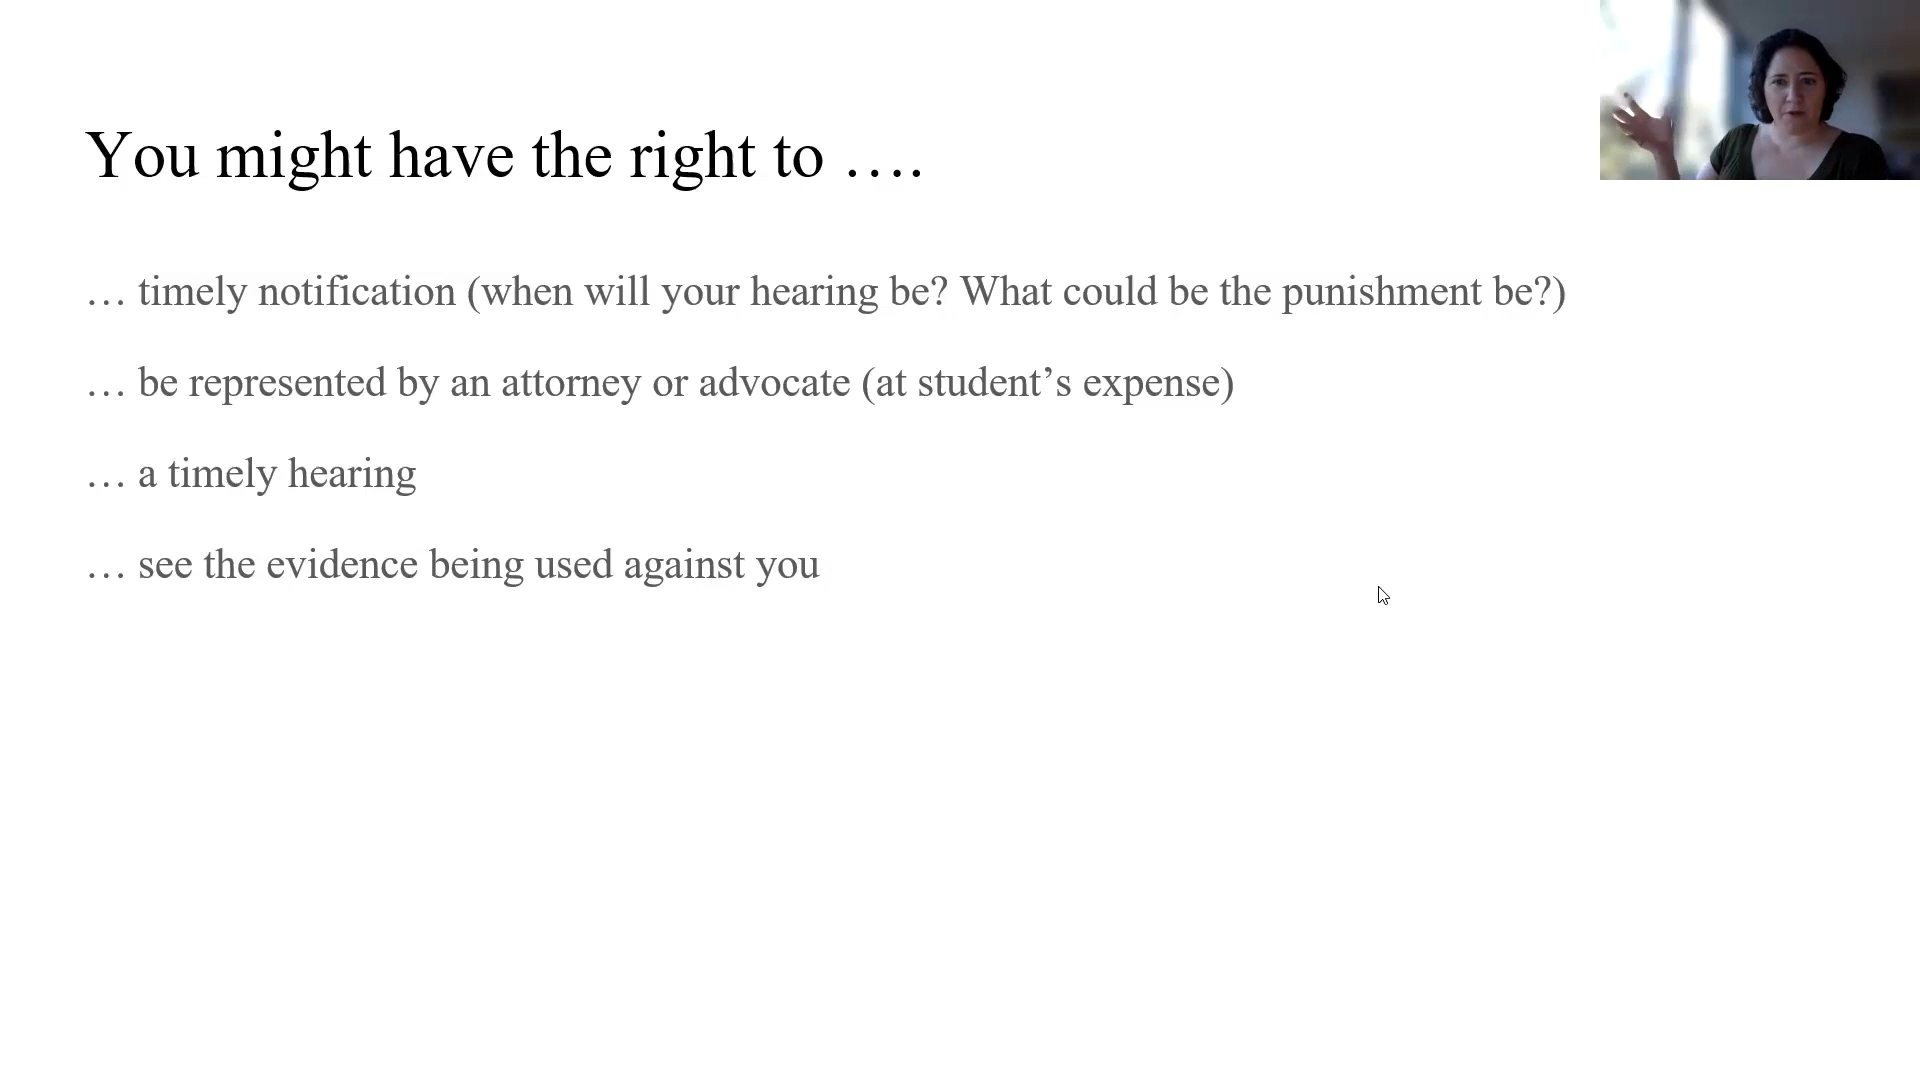 You might have the right to ….
… timely notification (when will your hearing be? What could be the punishment be?)
… be represented by an attorney or advocate (at student’s expense)
… a timely hearing
… see the evidence being used against you